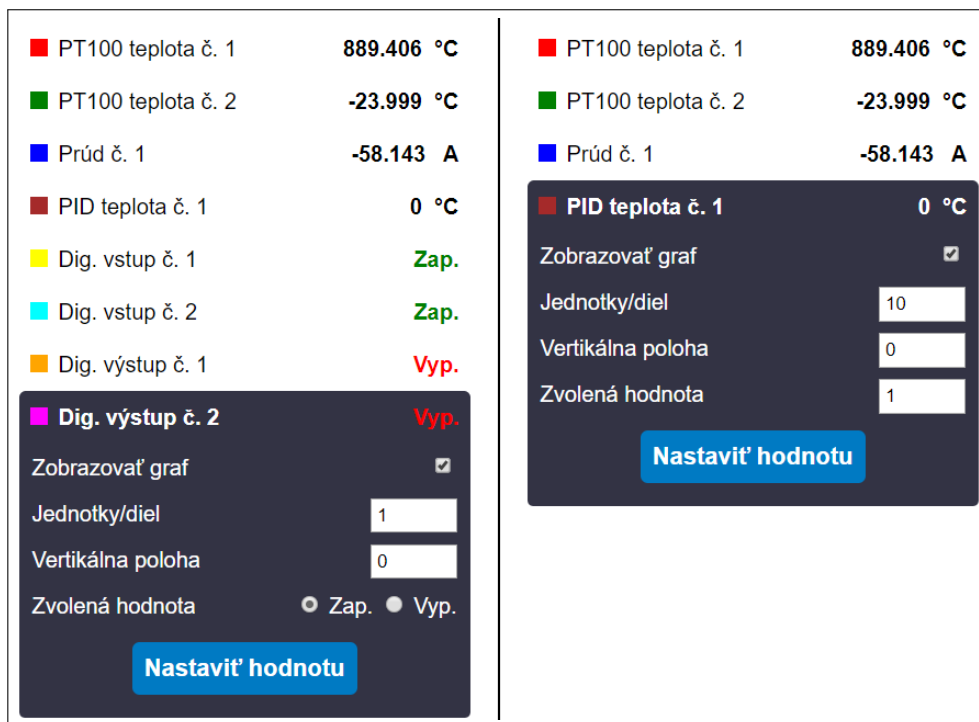 PT100 teplota č. 1 889.406 °C
PT100 teplota č. 2 -23.999 °C
Prúd č. 1 -58.143 A
PID teplota č. 1 0 °C
Dig. vstup č. 1 Zap.
Dig. vstup č. 2 Zap.
Dig. výstup č. 1 Vyp.
Dig. výstup č. 2 Vyp.
Zobrazovať graf
Jednotky/diel 1
Vertikálna poloha 0
Zvolená hodnota Zap. Vyp.
Nastaviť hodnotu
PT100 teplota č. 1 889.406 °C
PT100 teplota č. 2 -23.999 °C
Prúd č. 1 -58.143 A
PID teplota č. 1 0 °C
Zobrazovať graf
Jednotky/diel 10
Vertikálna poloha 0
Zvolená hodnota 1
Nastaviť hodnotu